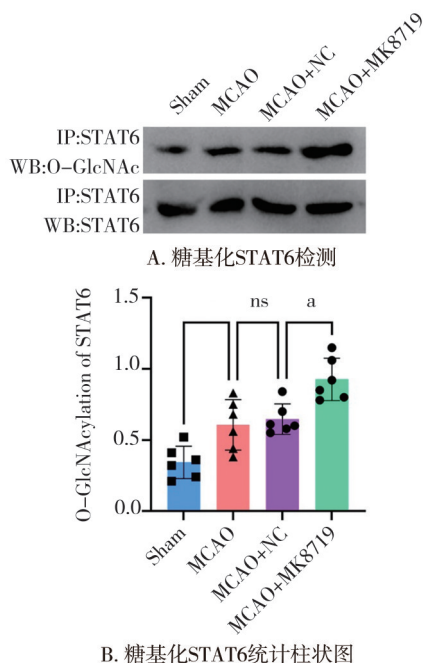 Sham
MCAO
MCAO+NC
MCAO+MK8719
IP:STAT6
WB:O-GlcNAc
IP:STAT6
WB:STAT6
A. 糖基化STAT6检测
O-GlcNAcylation of STAT6
1.5
1.0
0.5
0.0
ns
a
Sham
MCAO
MCAO+NC
MCAO+MK8719
B. 糖基化STAT6统计柱状图